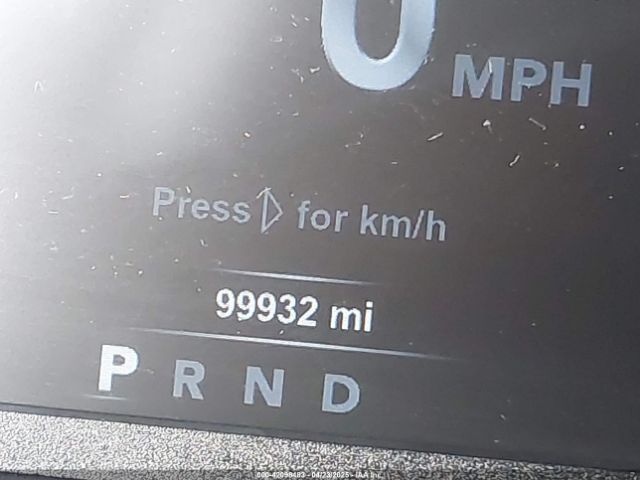 0 MPH
Press ▷ for km/h
99932 mi
P R N D